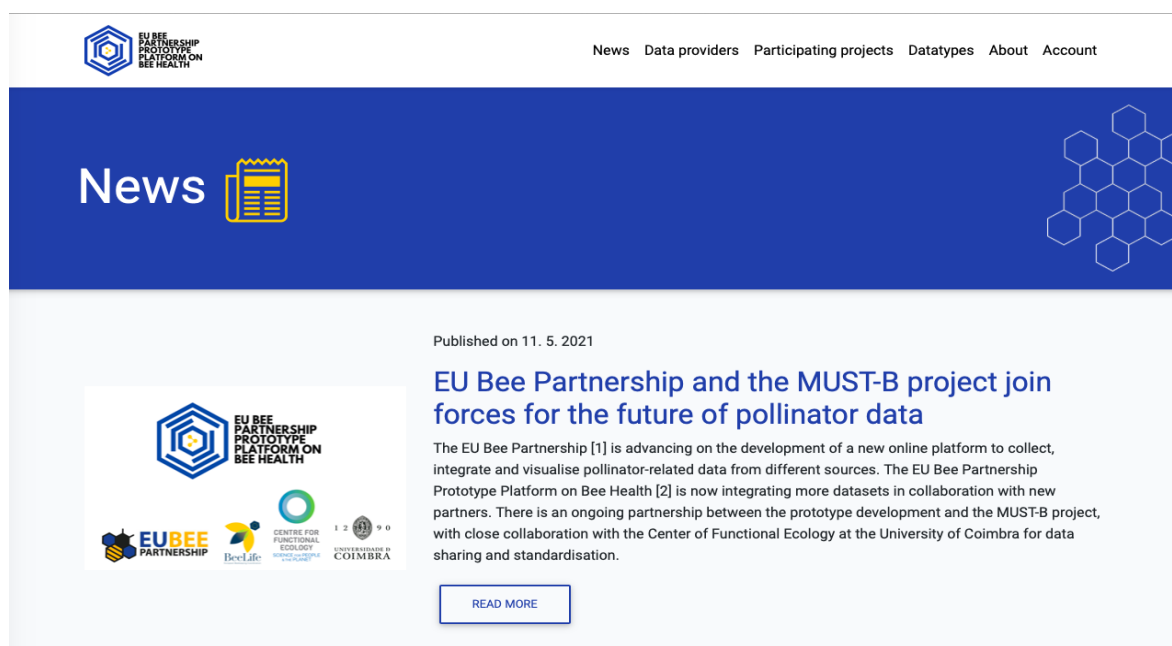 EU BEE
PARTNERSHIP
PROTOTYPE
PLATFORM ON
BEE HEALTH
News Data providers Participating projects Datatypes About Account
News
Published on 11. 5. 2021
EU Bee Partnership and the MUST-B project join
forces for the future of pollinator data
The EU Bee Partnership [1] is advancing on the development of a new online platform to collect,
integrate and visualise pollinator-related data from different sources. The EU Bee Partnership
Prototype Platform on Bee Health [2] is now integrating more datasets in collaboration with new
partners. There is an ongoing partnership between the prototype development and the MUST-B project,
with close collaboration with the Center of Functional Ecology at the University of Coimbra for data
sharing and standardisation.
READ MORE
EU BEE
PARTNERSHIP
PROTOTYPE
PLATFORM ON
BEE HEALTH
EUBEE
PARTNERSHIP
BeeLife
CENTRE FOR
FUNCTIONAL
ECOLOGY
SCIENCE FOR PEOPLE
& THE PLANET
1 2 9 0
UNIVERSIDADE D
COIMBRA